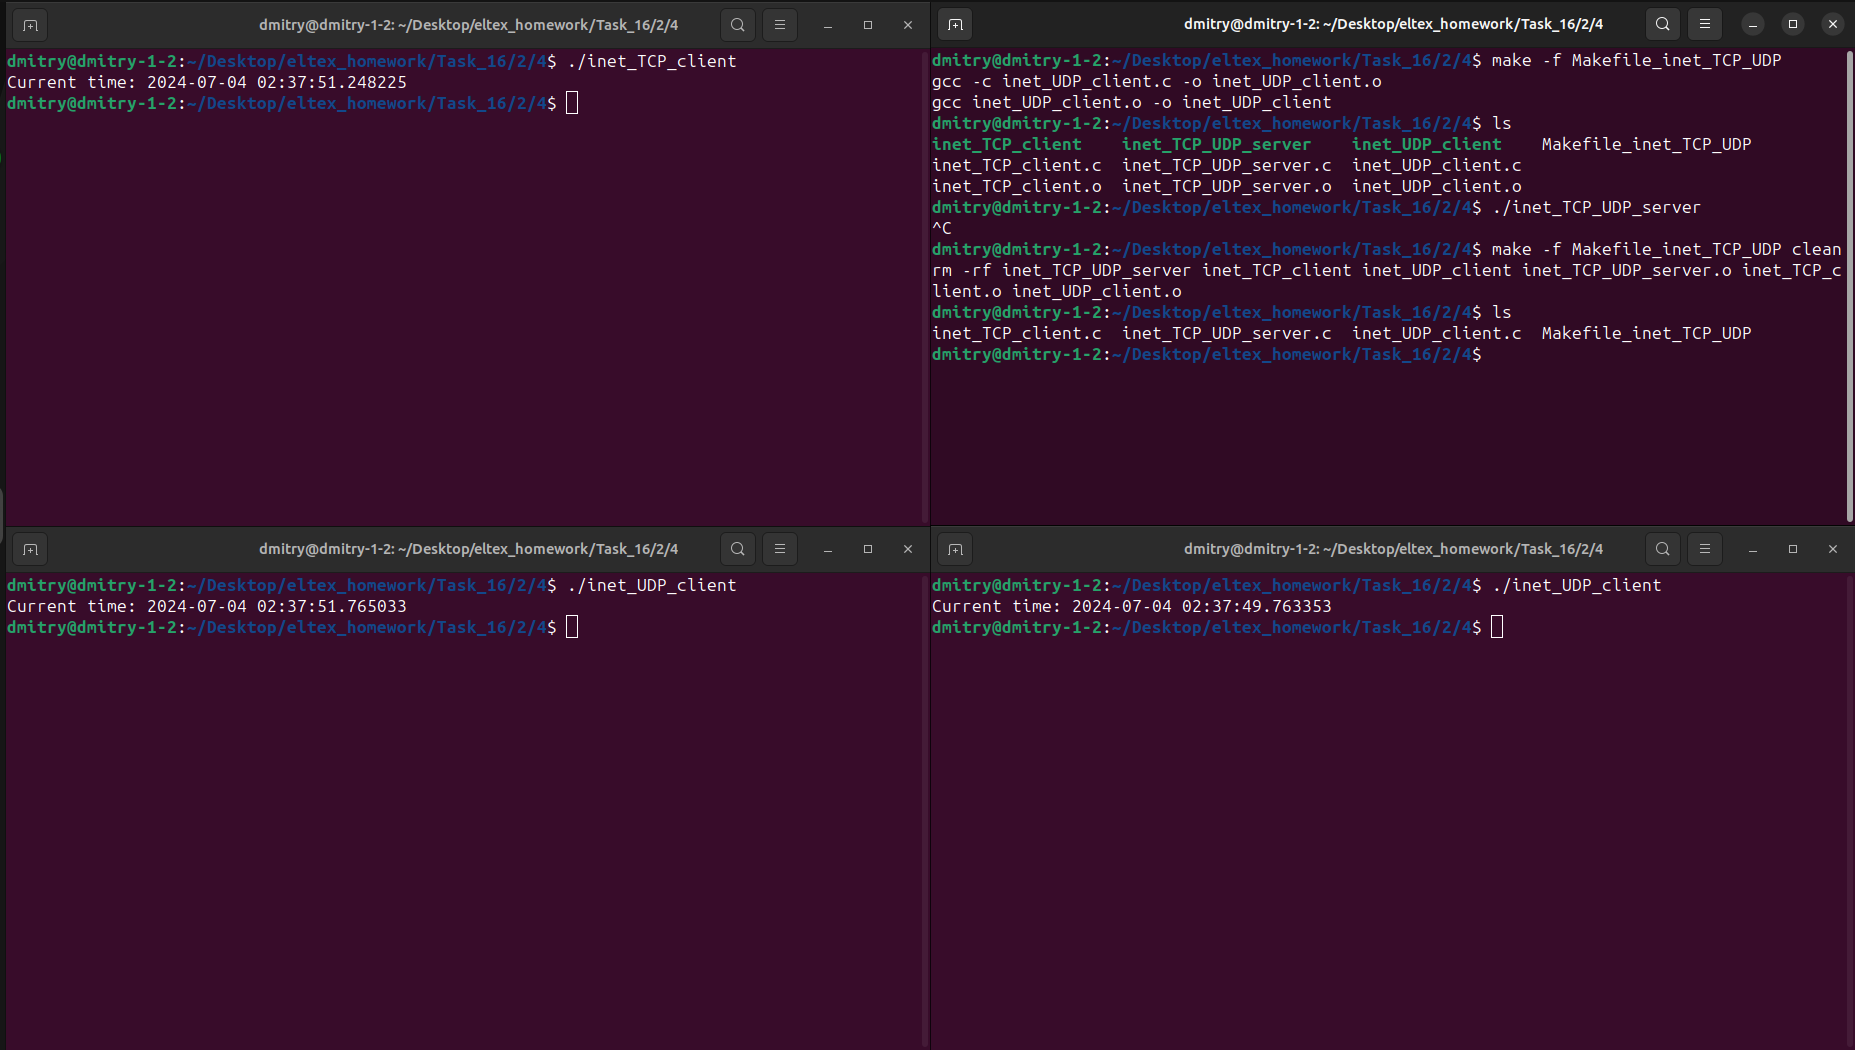 dmitry@dmitry-1-2: ~/Desktop/eltex_homework/Task_16/2/4
dmitry@dmitry-1-2:~/Desktop/eltex_homework/Task_16/2/4$ ./inet_TCP_client
Current time: 2024-07-04 02:37:51.248225
dmitry@dmitry-1-2:~/Desktop/eltex_homework/Task_16/2/4$
dmitry@dmitry-1-2: ~/Desktop/eltex_homework/Task_16/2/4
dmitry@dmitry-1-2:~/Desktop/eltex_homework/Task_16/2/4$ make -f Makefile_inet_TCP_UDP
gcc -c inet_UDP_client.c -o inet_UDP_client.o
gcc inet_UDP_client.o -o inet_UDP_client
dmitry@dmitry-1-2:~/Desktop/eltex_homework/Task_16/2/4$ ls
inet_TCP_client    inet_TCP_UDP_server    inet_UDP_client    Makefile_inet_TCP_UDP
inet_TCP_client.c  inet_TCP_UDP_server.c  inet_UDP_client.c
inet_TCP_client.o  inet_TCP_UDP_server.o  inet_UDP_client.o
dmitry@dmitry-1-2:~/Desktop/eltex_homework/Task_16/2/4$ ./inet_TCP_UDP_server
^C
dmitry@dmitry-1-2:~/Desktop/eltex_homework/Task_16/2/4$ make -f Makefile_inet_TCP_UDP clean
rm -rf inet_TCP_UDP_server inet_TCP_client inet_UDP_client inet_TCP_UDP_server.o inet_TCP_c
lient.o inet_UDP_client.o
dmitry@dmitry-1-2:~/Desktop/eltex_homework/Task_16/2/4$ ls
inet_TCP_client.c  inet_TCP_UDP_server.c  inet_UDP_client.c  Makefile_inet_TCP_UDP
dmitry@dmitry-1-2:~/Desktop/eltex_homework/Task_16/2/4$
dmitry@dmitry-1-2: ~/Desktop/eltex_homework/Task_16/2/4
dmitry@dmitry-1-2:~/Desktop/eltex_homework/Task_16/2/4$ ./inet_UDP_client
Current time: 2024-07-04 02:37:51.765033
dmitry@dmitry-1-2:~/Desktop/eltex_homework/Task_16/2/4$
dmitry@dmitry-1-2: ~/Desktop/eltex_homework/Task_16/2/4
dmitry@dmitry-1-2:~/Desktop/eltex_homework/Task_16/2/4$ ./inet_UDP_client
Current time: 2024-07-04 02:37:49.763353
dmitry@dmitry-1-2:~/Desktop/eltex_homework/Task_16/2/4$